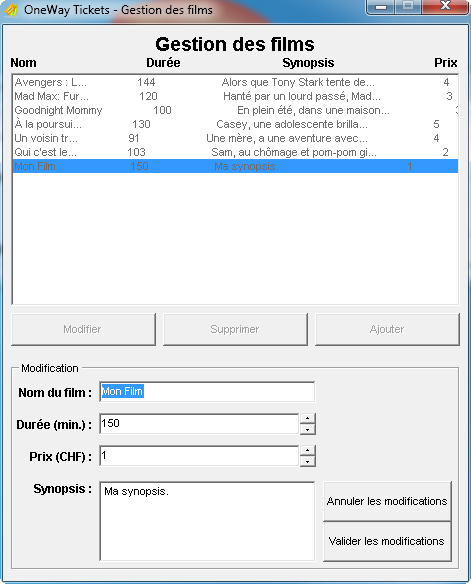 OneWay Tickets - Gestion des films
Gestion des films
Nom Durée Synopsis Prix
Avengers : L... 144 Alors que Tony Stark tente de... 4
Mad Max: Fur... 120 Hanté par un lourd passé, Mad... 3
Goodnight Mommy 100 En plein été, dans une maison...
À la poursui... 130 Casey, une adolescente brilla... 5
Un voisin tr... 91 Une mère, a une aventure avec... 4
Qui c'est le... 103 Sam, au chômage et pom-pom gi... 2
Mon Film 150 Ma synopsis. 1
Modifier Supprimer Ajouter
Modification
Nom du film : Mon Film
Durée (min.) : 150
Prix (CHF) : 1
Synopsis : Ma synopsis.
Annuler les modifications
Valider les modifications